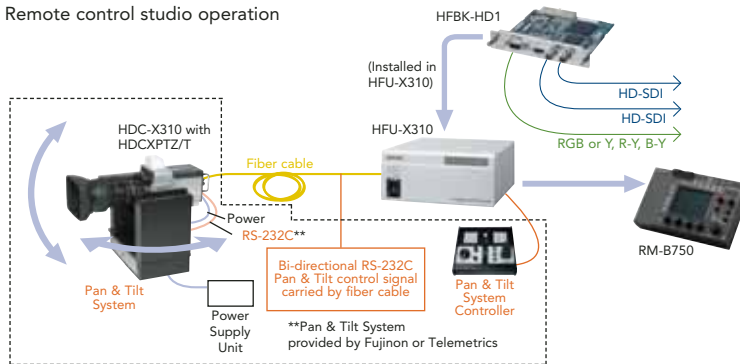 Remote control studio operation
HFBK-HD1
(Installed in
HFU-X310)
HD-SDI
HD-SDI
RGB or Y, R-Y, B-Y
HDC-X310 with
HDCXPTZ/T
HFU-X310
Fiber cable
Power
RS-232C**
RM-B750
Pan & Tilt
System
Power
Supply
Unit
Bi-directional RS-232C
Pan & Tilt control signal
carried by fiber cable
Pan & Tilt
System
Controller
**Pan & Tilt System
provided by Fujinon or Telemetrics